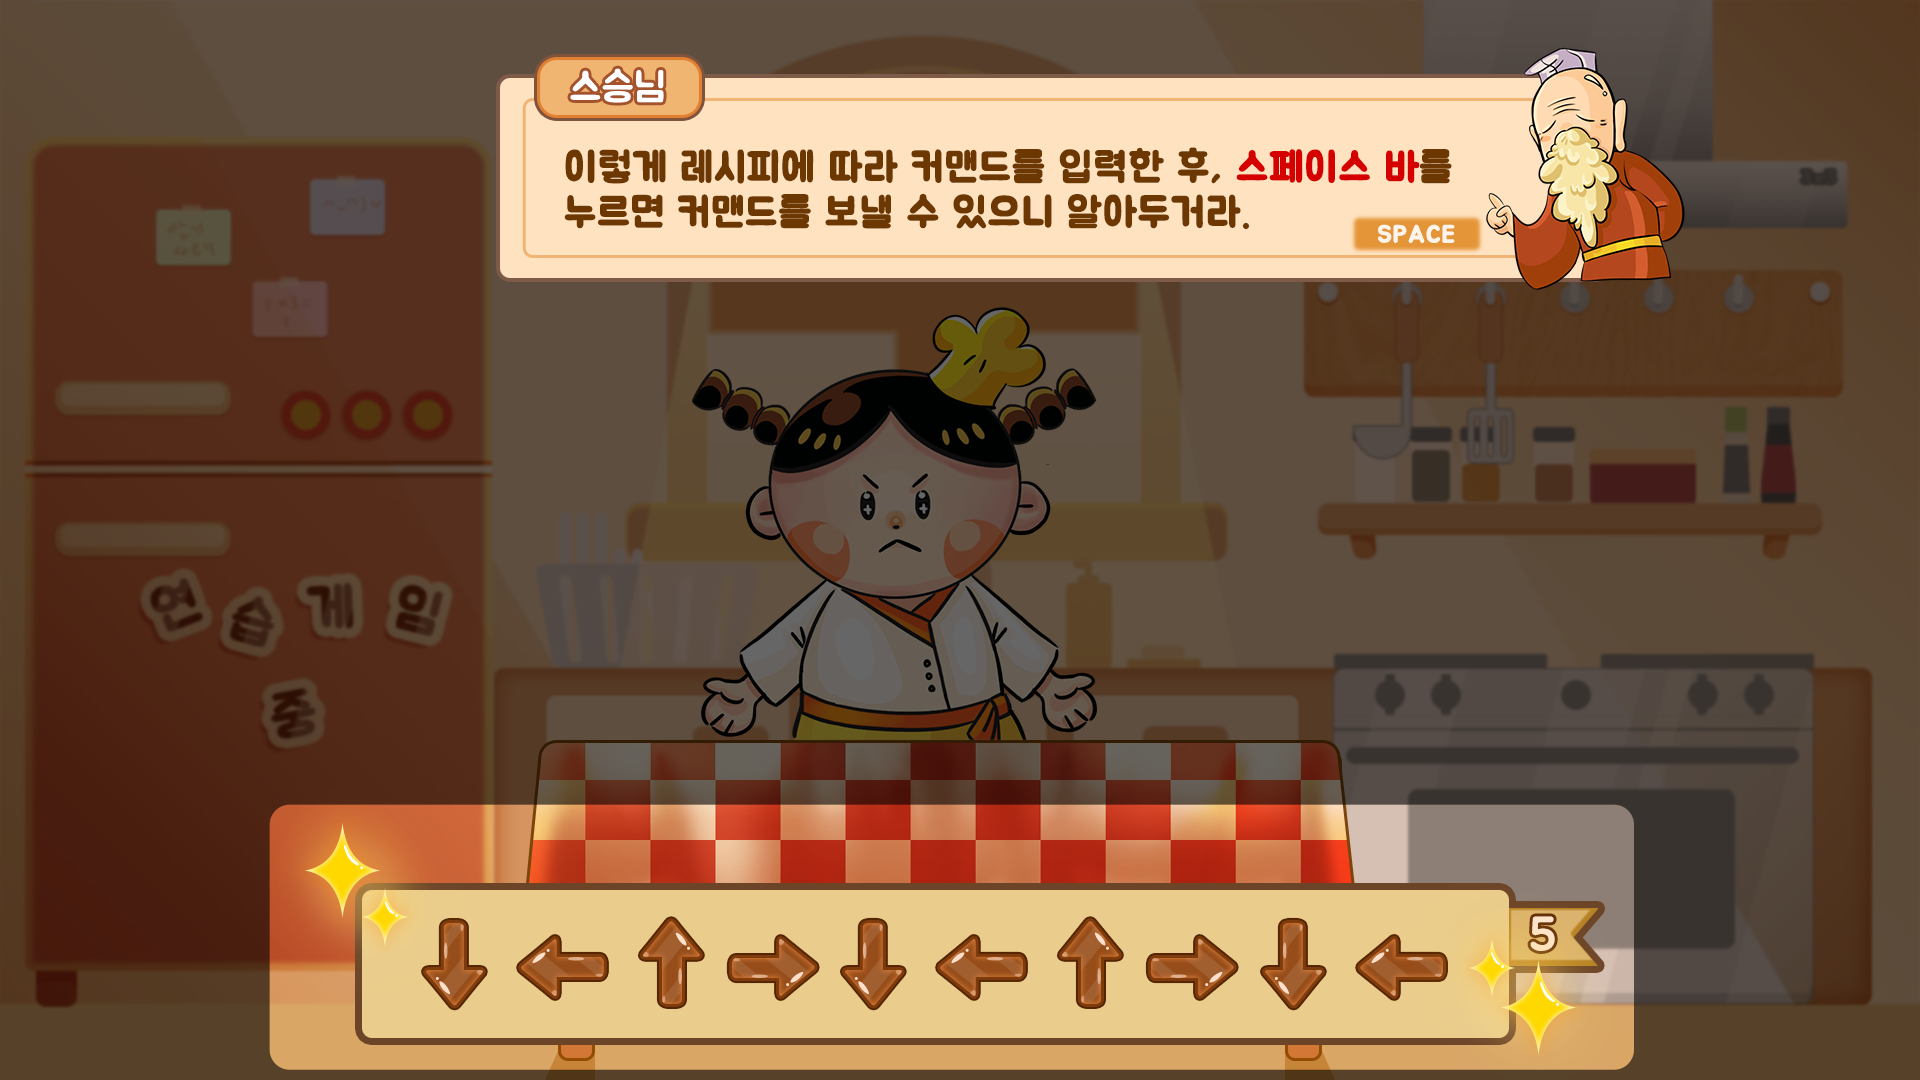 스승님
이렇게 레시피에 따라 커맨드를 입력한 후, 스페이스 바를
누르면 커맨드를 보낼 수 있으니 알아두거라.
SPACE
연습게임
중
5